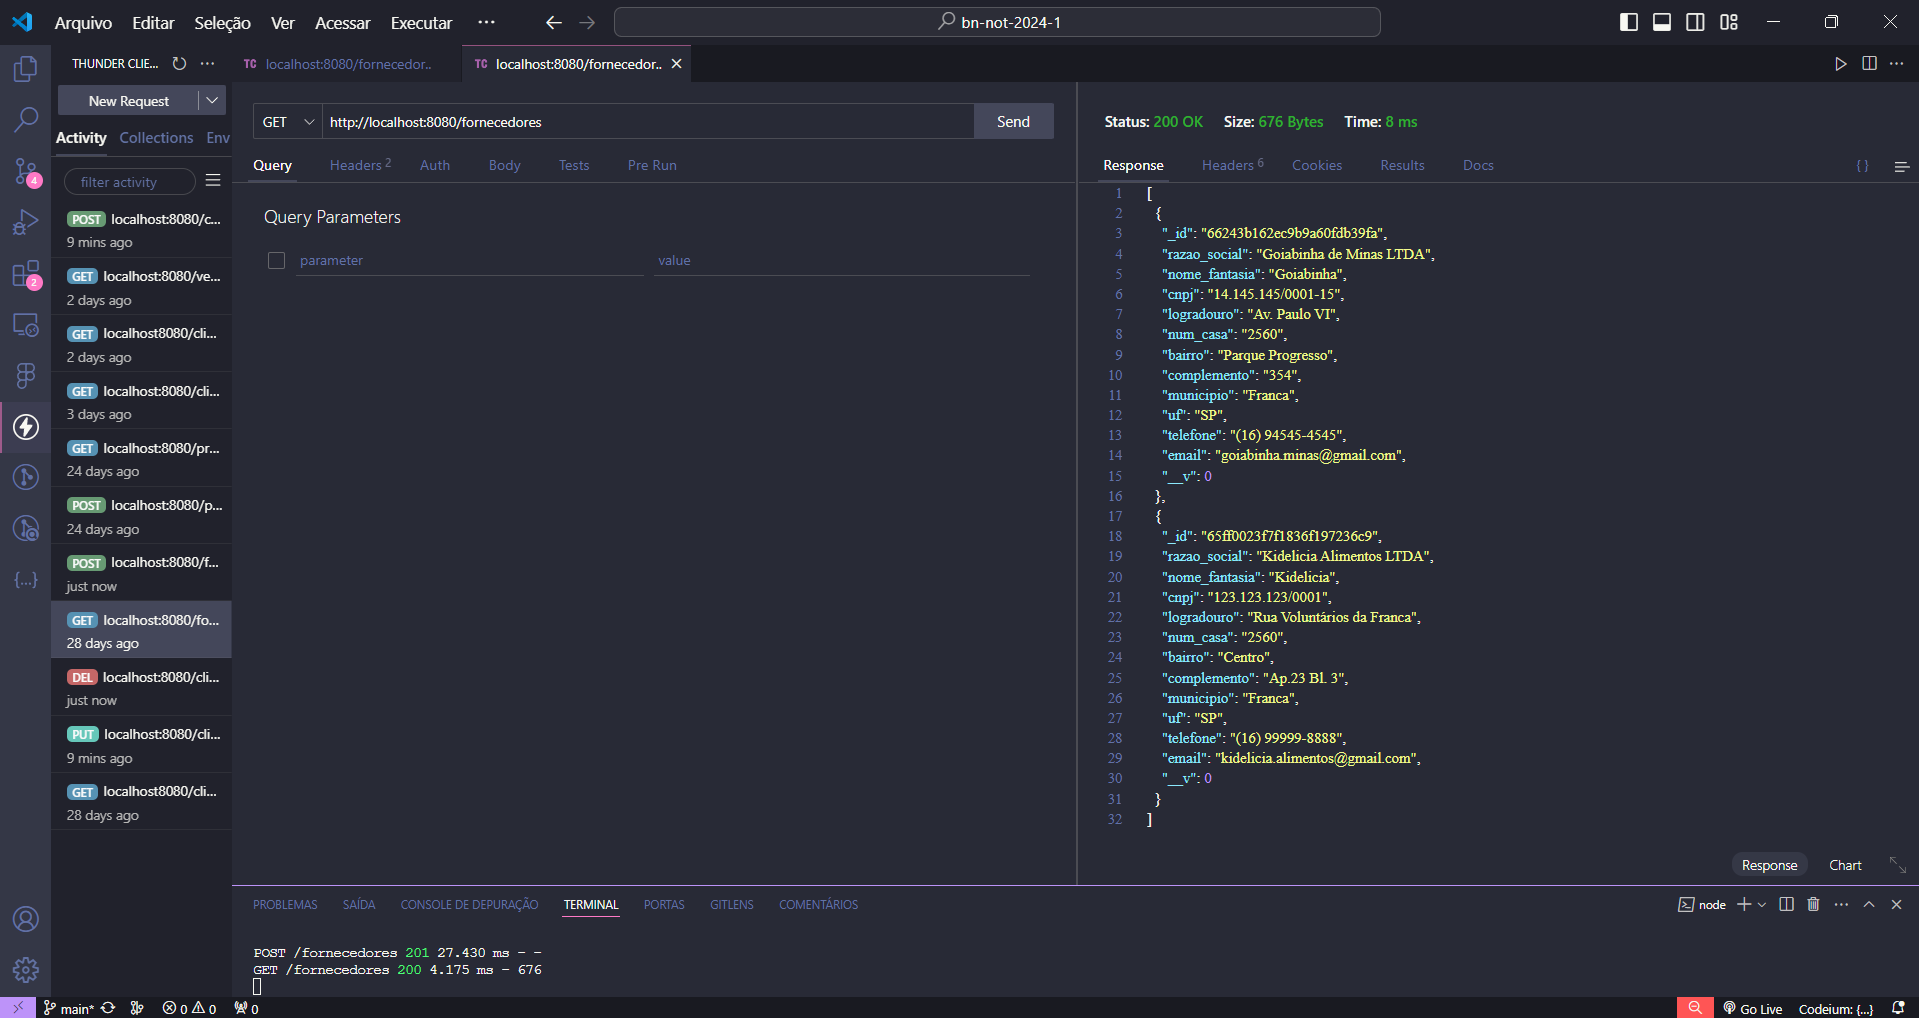 Arquivo Editar Seleção Ver Acessar Executar ··· bn-not-2024-1
THUNDER CLIE... ···
New Request
Activity Collections Env
filter activity
POST localhost:8080/c...
9 mins ago
GET localhost:8080/ve...
2 days ago
GET localhost8080/cli...
2 days ago
GET localhost:8080/cli...
3 days ago
GET localhost:8080/pr...
24 days ago
POST localhost:8080/p...
24 days ago
POST localhost:8080/f...
just now
GET localhost:8080/fo...
28 days ago
DEL localhost:8080/cli...
just now
PUT localhost:8080/cli...
9 mins ago
GET localhost8080/cli...
28 days ago
4
2
TC localhost:8080/fornecedor..
TC localhost:8080/fornecedor..
GET http://localhost:8080/fornecedores Send
Query Headers 2 Auth Body Tests Pre Run
Query Parameters
parameter value
Status: 200 OK Size: 676 Bytes Time: 8 ms
Response Headers 6 Cookies Results Docs {}
1 [
2 {
3 "_id": "66243b162ec9b9a60fdb39fa",
4 "razao_social": "Goiabinha de Minas LTDA",
5 "nome_fantasia": "Goiabinha",
6 "cnpj": "14.145.145/0001-15",
7 "logradouro": "Av. Paulo VI",
8 "num_casa": "2560",
9 "bairro": "Parque Progresso",
10 "complemento": "354",
11 "municipio": "Franca",
12 "uf": "SP",
13 "telefone": "(16) 94545-4545",
14 "email": "goiabinha.minas@gmail.com",
15 "__v": 0
16 },
17 {
18 "_id": "65ff0023f7f1836f197236c9",
19 "razao_social": "Kidelicia Alimentos LTDA",
20 "nome_fantasia": "Kidelicia",
21 "cnpj": "123.123.123/0001",
22 "logradouro": "Rua Voluntários da Franca",
23 "num_casa": "2560",
24 "bairro": "Centro",
25 "complemento": "Ap.23 Bl. 3",
26 "municipio": "Franca",
27 "uf": "SP",
28 "telefone": "(16) 99999-8888",
29 "email": "kidelicia.alimentos@gmail.com",
30 "__v": 0
31 }
32 ]
Response Chart
PROBLEMAS SAÍDA CONSOLE DE DEPURAÇÃO TERMINAL PORTAS GITLENS COMENTÁRIOS node
POST /fornecedores 201 27.430 ms - -
GET /fornecedores 200 4.175 ms - 676
main* 0 0 0 Go Live Codeium: {...}